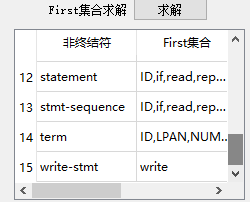 First集合求解 求解
非终结符 First集合
12 statement ID,if,read,rep...
13 stmt-sequence ID,if,read,rep...
14 term ID,LPAN,NUM...
15 write-stmt write